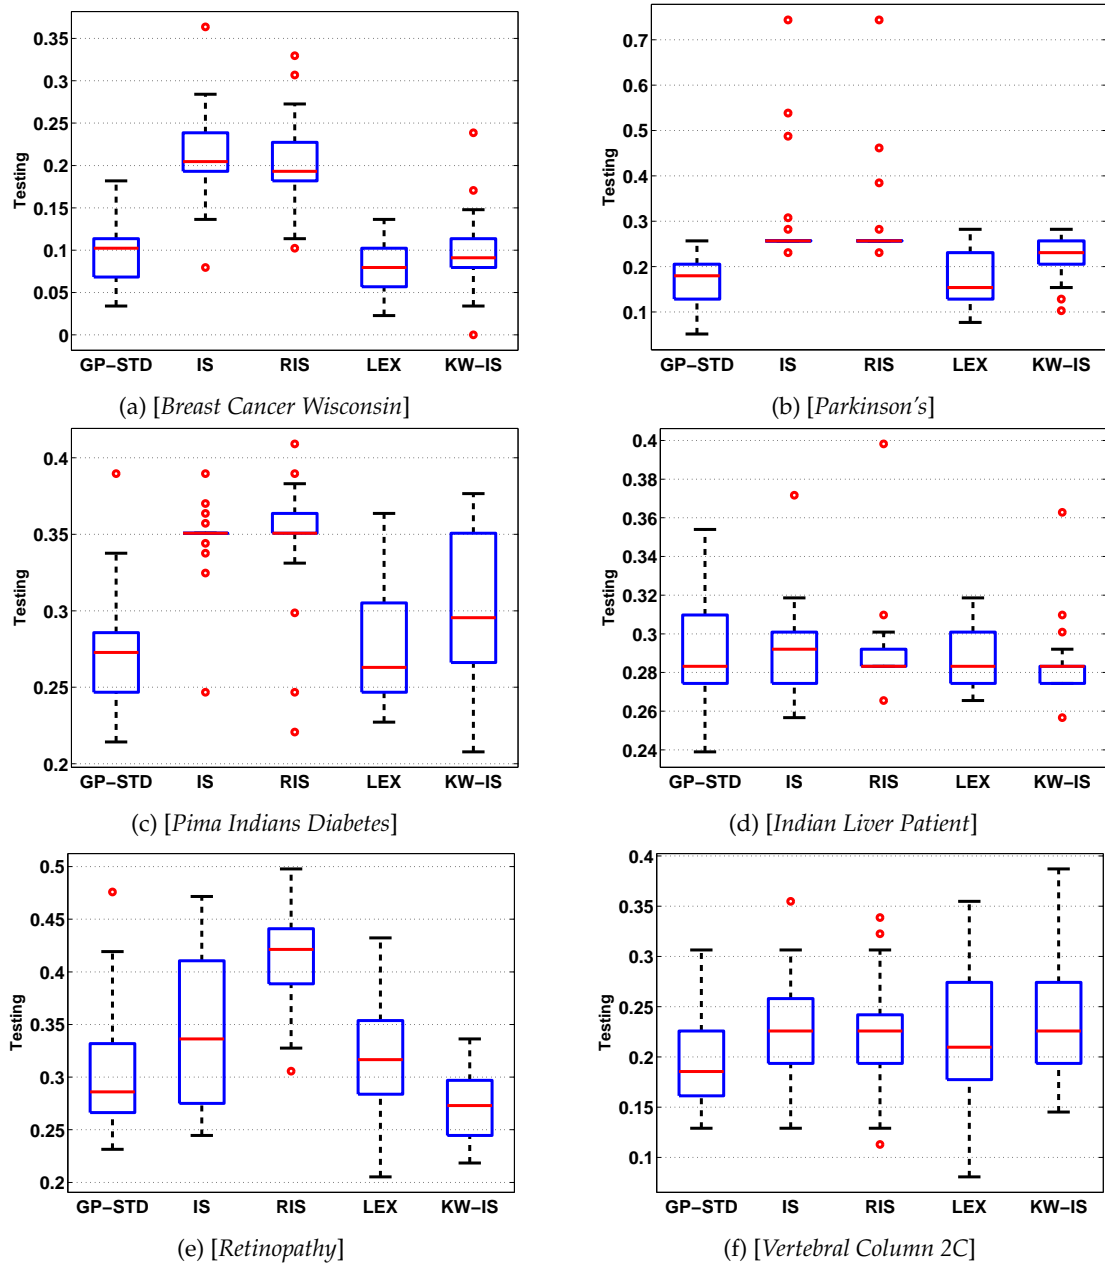 0.35
0.3
0.25
0.2
0.15
0.1
0.05
0
Testing
GP−STD IS RIS LEX KW−IS
(a) [Breast Cancer Wisconsin]
0.7
0.6
0.5
0.4
0.3
0.2
0.1
Testing
GP−STD IS RIS LEX KW−IS
(b) [Parkinson's]
0.4
0.35
0.3
0.25
0.2
Testing
GP−STD IS RIS LEX KW−IS
(c) [Pima Indians Diabetes]
0.4
0.38
0.36
0.34
0.32
0.3
0.28
0.26
0.24
Testing
GP−STD IS RIS LEX KW−IS
(d) [Indian Liver Patient]
0.5
0.45
0.4
0.35
0.3
0.25
0.2
Testing
GP−STD IS RIS LEX KW−IS
(e) [Retinopathy]
0.4
0.35
0.3
0.25
0.2
0.15
0.1
Testing
GP−STD IS RIS LEX KW−IS
(f) [Vertebral Column 2C]